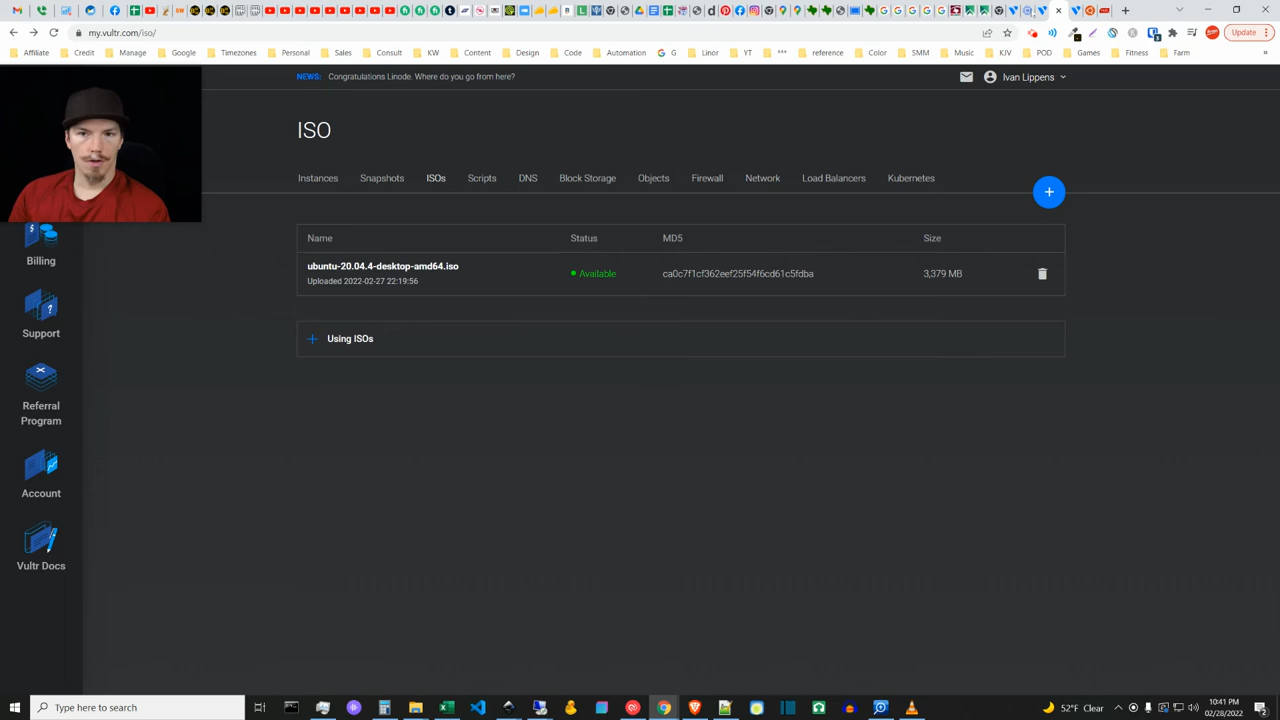 my.vultr.com/iso/
Update
Affiliate
Credit
Manage
Google
Timezones
Personal
Sales
Consult
KW
Content
Design
Code
Automation
G
Linor
YT
***
reference
Color
SMM
Music
KJV
POD
Games
Fitness
Farm
»
NEWS: Congratulations Linode. Where do you go from here?
Ivan Lippens
ISO
Instances
Snapshots
ISOs
Scripts
DNS
Block Storage
Objects
Firewall
Network
Load Balancers
Kubernetes
+
Name
Status
MD5
Size
ubuntu-20.04.4-desktop-amd64.iso
Uploaded 2022-02-27 22:19:56
Available
ca0c7f1cf362eef25f54f6cd61c5fdba
3,379 MB
+ Using ISOs
Billing
Support
Referral
Program
Account
Vultr Docs
Type here to search
52°F Clear
10:41 PM
02/28/2022